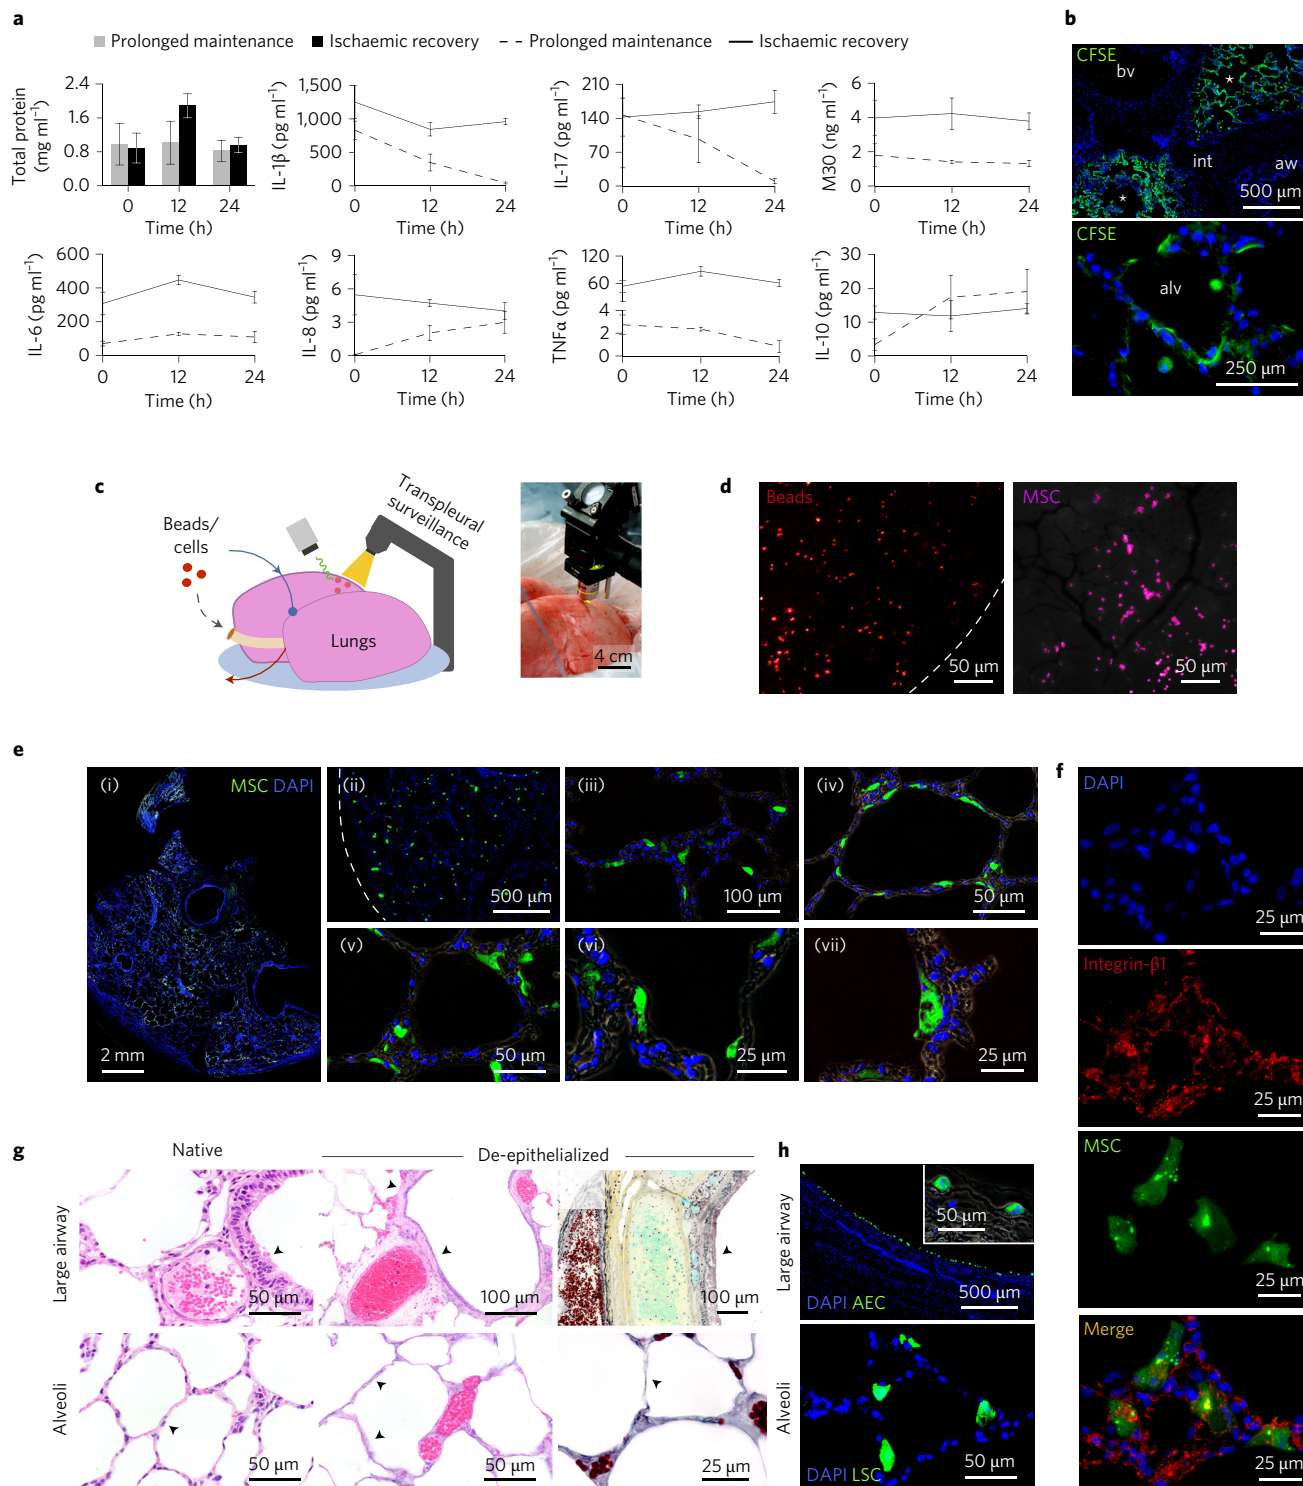 a
Prolonged maintenance
Ischaemic recovery
Prolonged maintenance
Ischaemic recovery
Total protein
(mg ml⁻¹)
2.4
1.6
0.8
0.0
0 12 24
Time (h)
IL-1β (pg ml⁻¹)
1,500
1,000
500
0
0 12 24
Time (h)
IL-17 (pg ml⁻¹)
210
140
70
0
0 12 24
Time (h)
M30 (ng ml⁻¹)
6
4
2
0
0 12 24
Time (h)
IL-6 (pg ml⁻¹)
600
400
200
0
0 12 24
Time (h)
IL-8 (pg ml⁻¹)
9
6
3
0
0 12 24
Time (h)
TNFα (pg ml⁻¹)
120
60
4
2
0
0 12 24
Time (h)
IL-10 (pg ml⁻¹)
30
20
10
0
0 12 24
Time (h)
b
CFSE
bv
*
int
aw
500 µm
*
CFSE
alv
250 µm
c
Beads/
cells
Transpleural
surveillance
Lungs
4 cm
d
Beads
50 µm
MSC
50 µm
e
(i)
MSC DAPI
2 mm
(ii)
500 µm
(iii)
100 µm
(iv)
50 µm
(v)
50 µm
(vi)
25 µm
(vii)
25 µm
f
DAPI
25 µm
Integrin-β1
25 µm
MSC
25 µm
Merge
25 µm
g
Native
De-epithelialized
Large airway
50 µm
100 µm
100 µm
Alveoli
50 µm
50 µm
25 µm
h
Large airway
50 µm
DAPI AEC
500 µm
Alveoli
DAPI LSC
50 µm